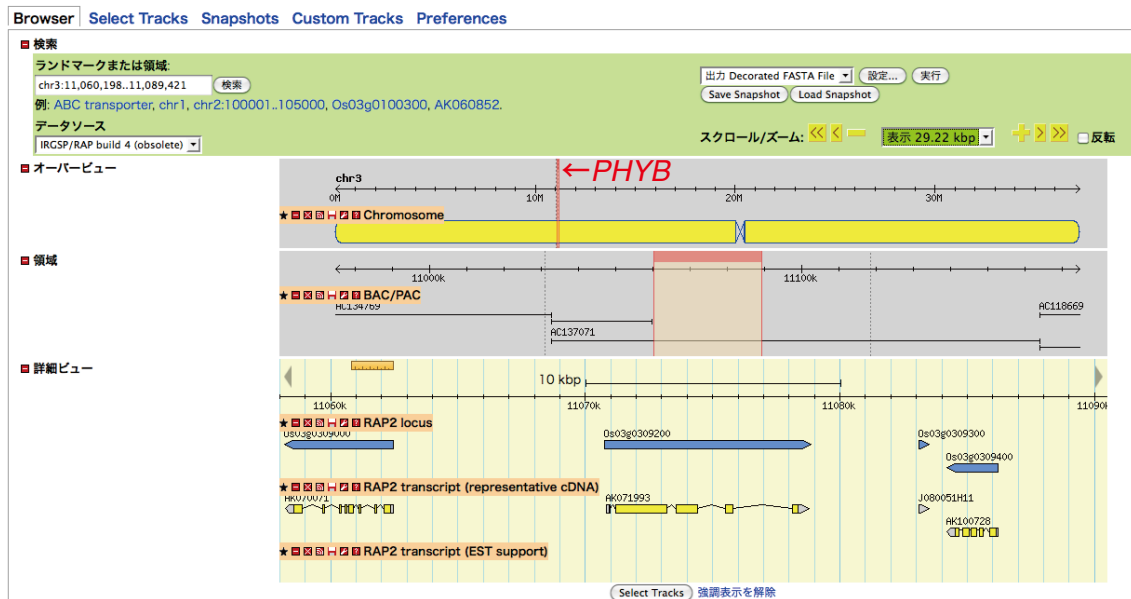 Browser Select Tracks Snapshots Custom Tracks Preferences
検索
ランドマークまたは領域:
chr3:11,060,198..11,089,421 検索
例: ABC transporter, chr1, chr2:100001..105000, Os03g0100300, AK060852.
データソース
IRGSP/RAP build 4 (obsolete)
出力 Decorated FASTA File 設定... 実行
Save Snapshot Load Snapshot
スクロール/ズーム: 表示 29.22 kbp 反転
オーバービュー
←PHYB
chr3
0M 10M 20M 30M
Chromosome
領域
11000k 11100k
BAC/PAC
AC134769 AC118669
AC137071
詳細ビュー
10 kbp
11060k 11070k 11080k 11090k
RAP2 locus
Os03g0309000 Os03g0309200 Os03g0309300
Os03g0309400
RAP2 transcript (representative cDNA)
AK070071 AK071993 J080051H11
AK100728
RAP2 transcript (EST support)
Select Tracks 強調表示を解除